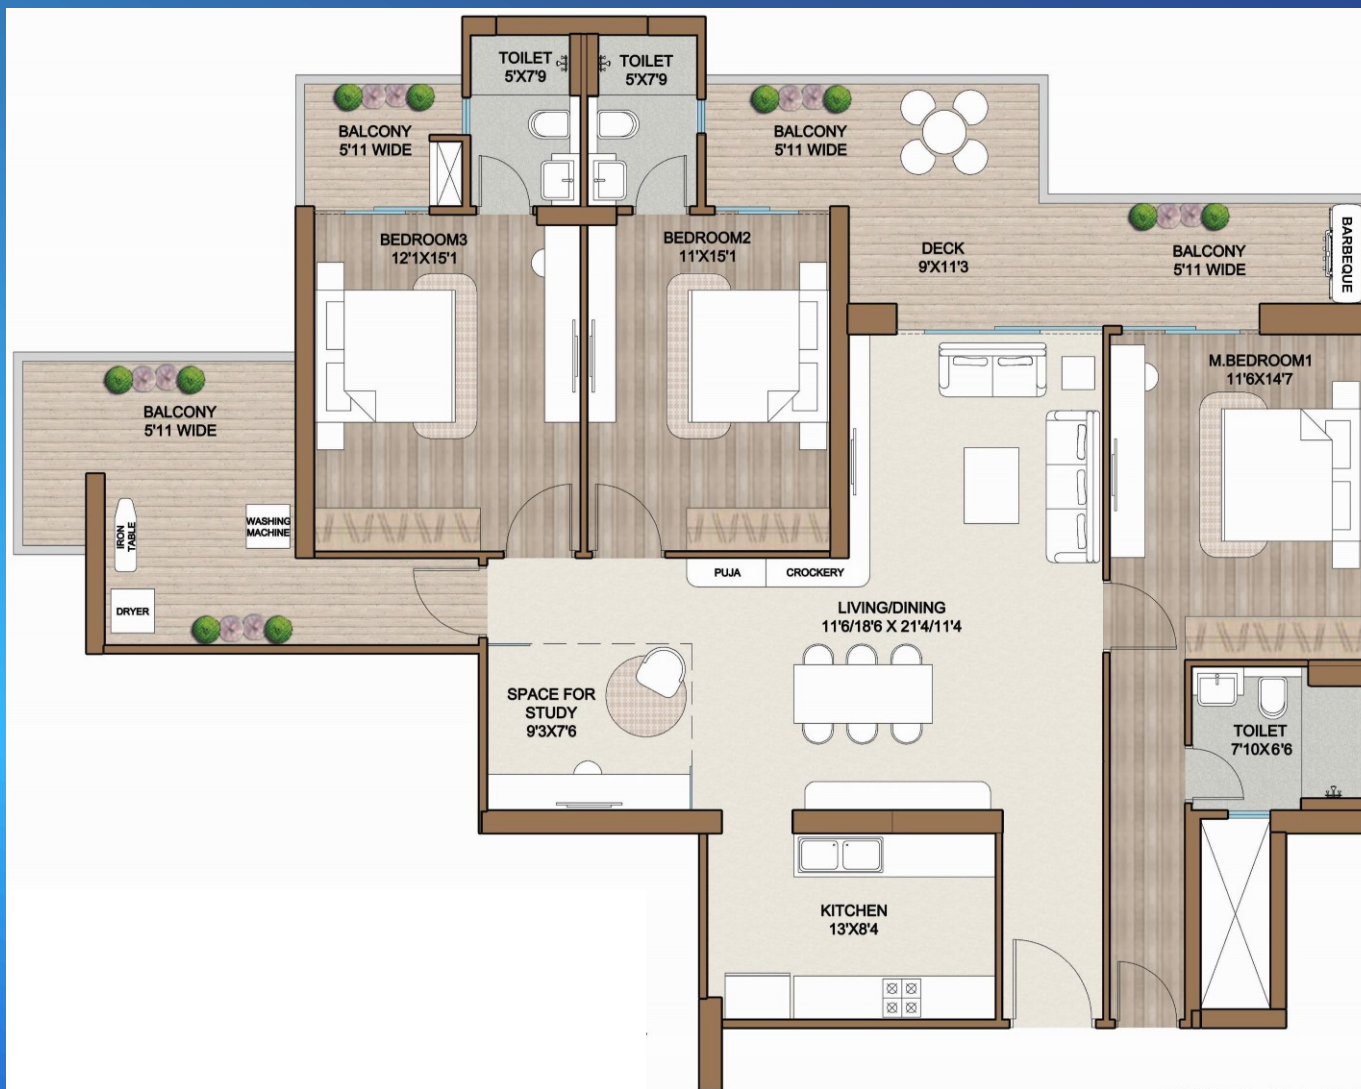 TOILET
5'X7'9
TOILET
5'X7'9
BALCONY
5'11 WIDE
BALCONY
5'11 WIDE
BEDROOM3
12'1X15'1
BEDROOM2
11'X15'1
DECK
9'X11'3
BALCONY
5'11 WIDE
BARBEQUE
M.BEDROOM1
11'6X14'7
BALCONY
5'11 WIDE
IRON
TABLE
WASHING
MACHINE
DRYER
PUJA
CROCKERY
LIVING/DINING
11'6/18'6 X 21'4/11'4
SPACE FOR
STUDY
9'3X7'6
TOILET
7'10X6'6
KITCHEN
13'X8'4